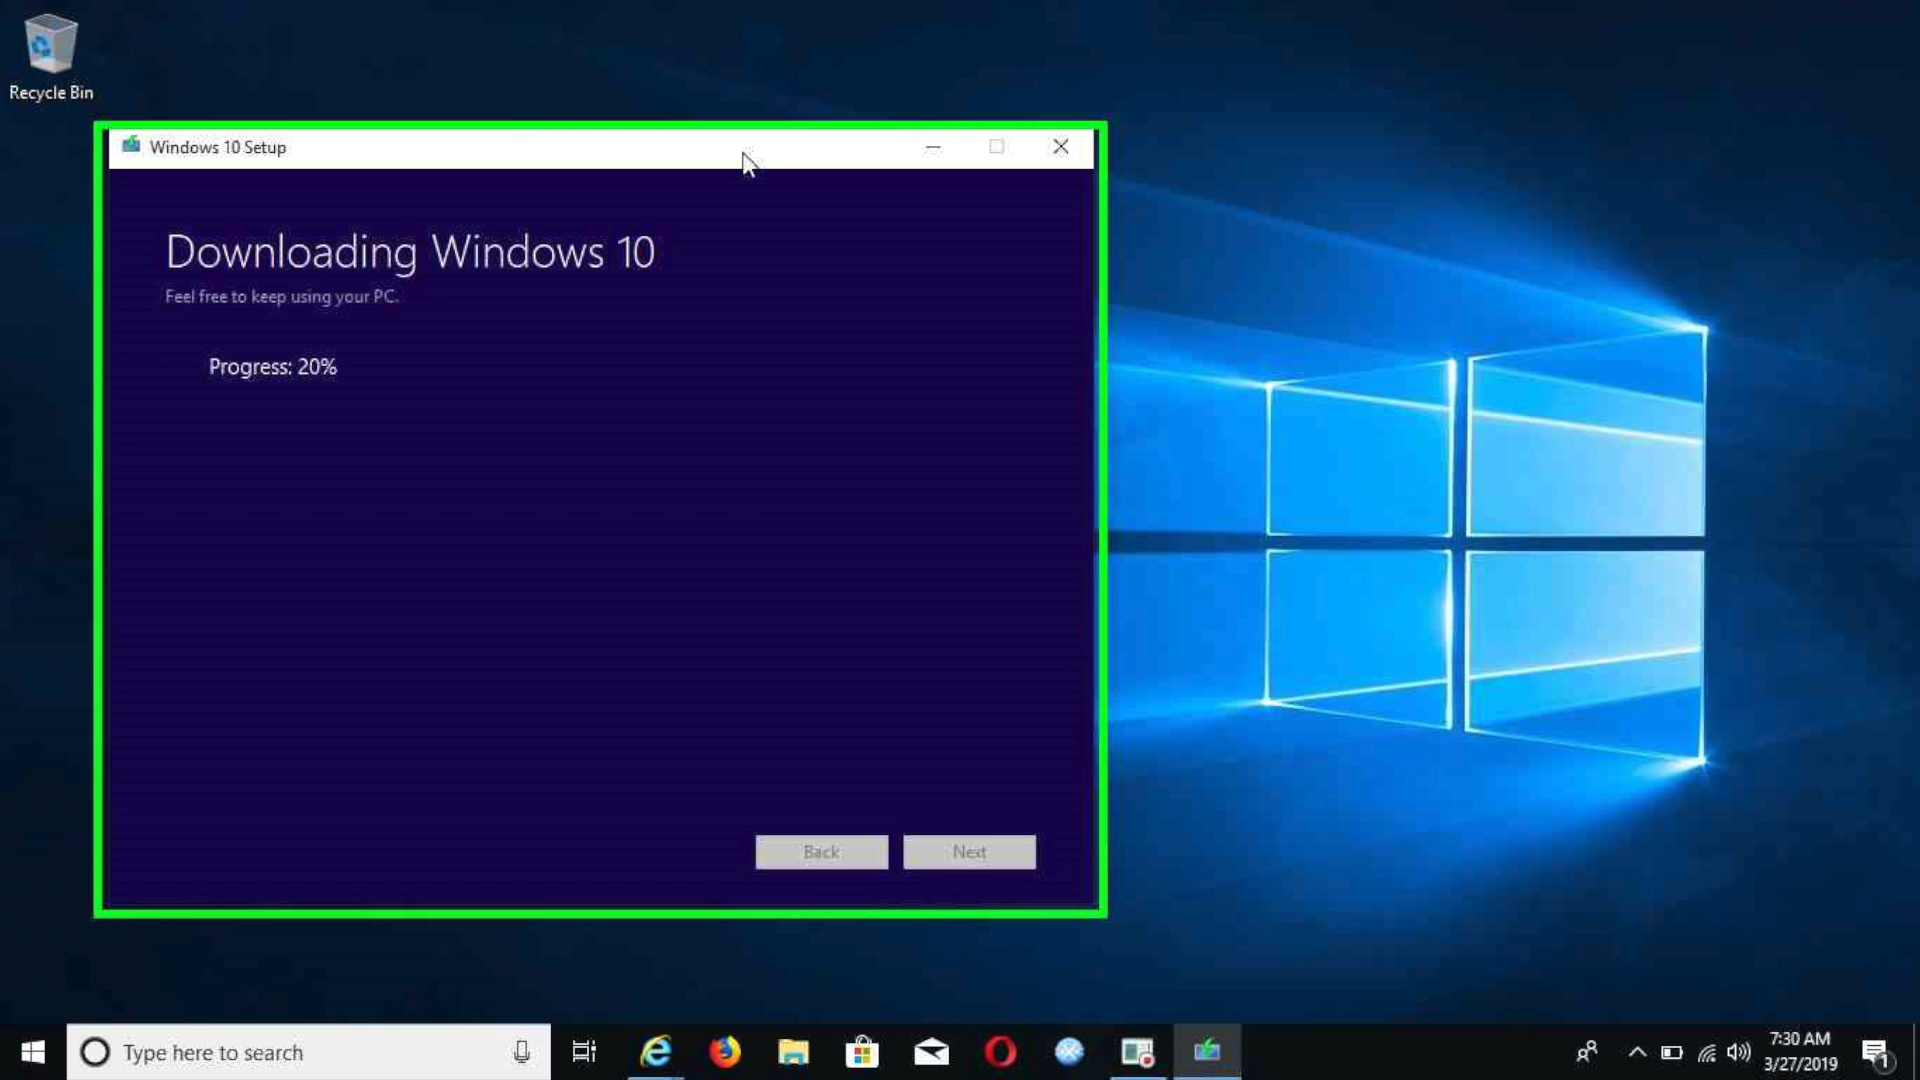 Recycle Bin
Windows 10 Setup
Downloading Windows 10
Feel free to keep using your PC.
Progress: 20%
Back
Next
Type here to search
7:30 AM
3/27/2019
1